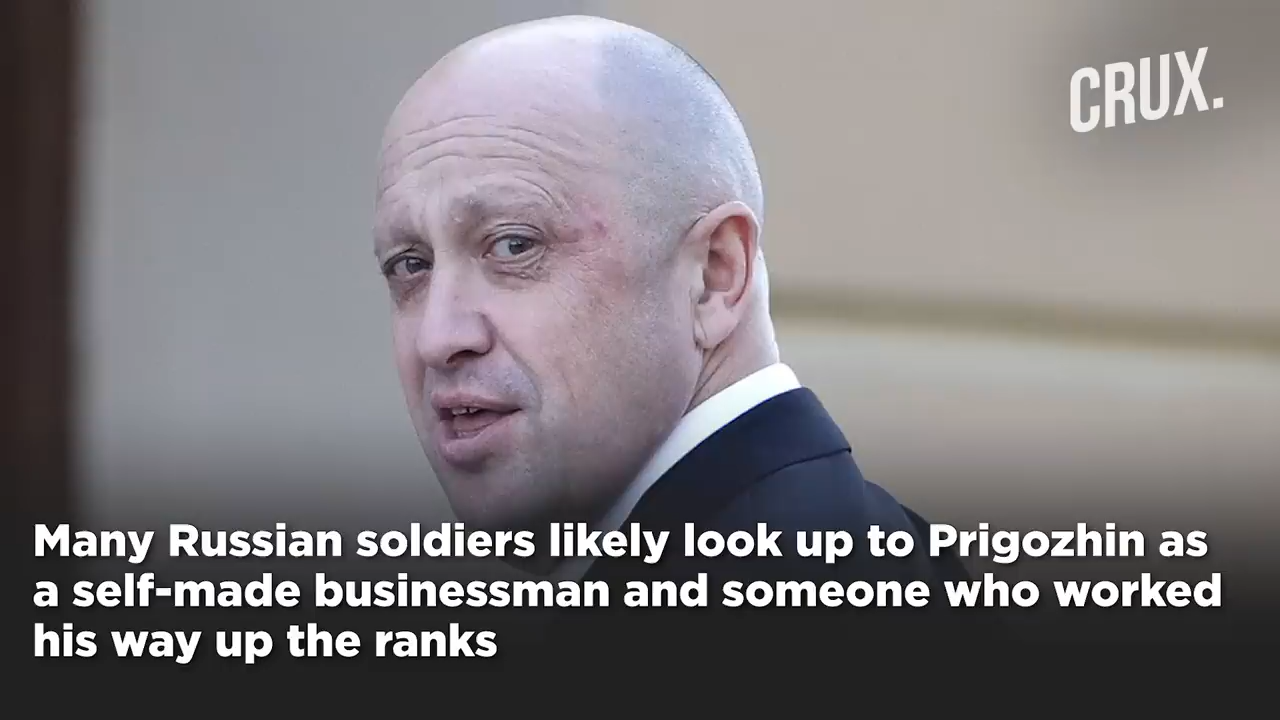 CRUX.
Many Russian soldiers likely look up to Prigozhin as
a self-made businessman and someone who worked
his way up the ranks